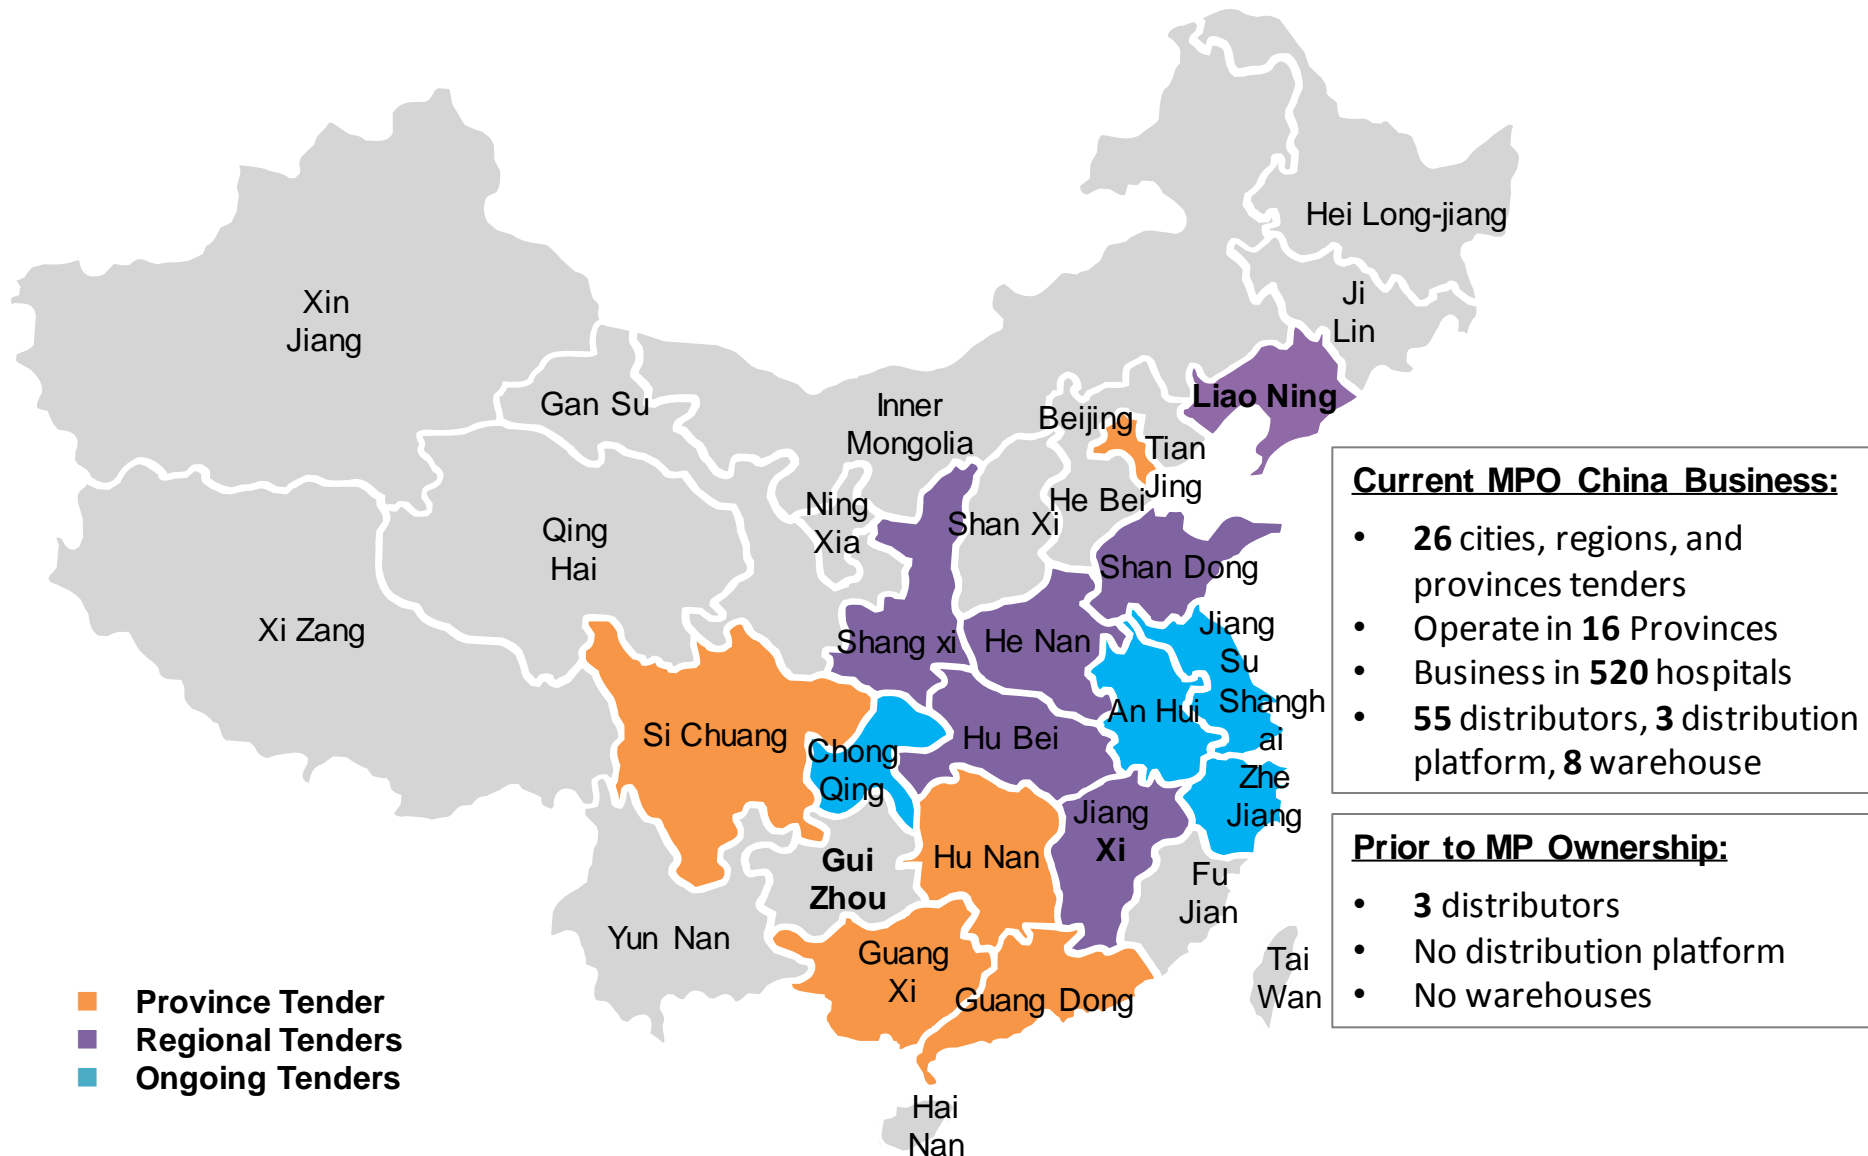 Hei Long-jiang
Ji
Lin
Xin
Jiang
Liao Ning
Gan Su
Inner
Mongolia
Beijing
Tian
Jing
He Bei
Ning
Xia
Shan Xi
Qing
Hai
Shan Dong
Xi Zang
Shang xi
He Nan
Jiang
Su
Shangh
ai
An Hui
Si Chuang
Hu Bei
Chong
Qing
Zhe
Jiang
Jiang
Xi
Gui
Zhou
Hu Nan
Fu
Jian
Yun Nan
Guang
Xi
Guang Dong
Tai
Wan
Hai
Nan
Current MPO China Business:
• 26 cities, regions, and
provinces tenders
• Operate in 16 Provinces
• Business in 520 hospitals
• 55 distributors, 3 distribution
platform, 8 warehouse
Prior to MP Ownership:
• 3 distributors
• No distribution platform
• No warehouses
Province Tender
Regional Tenders
Ongoing Tenders